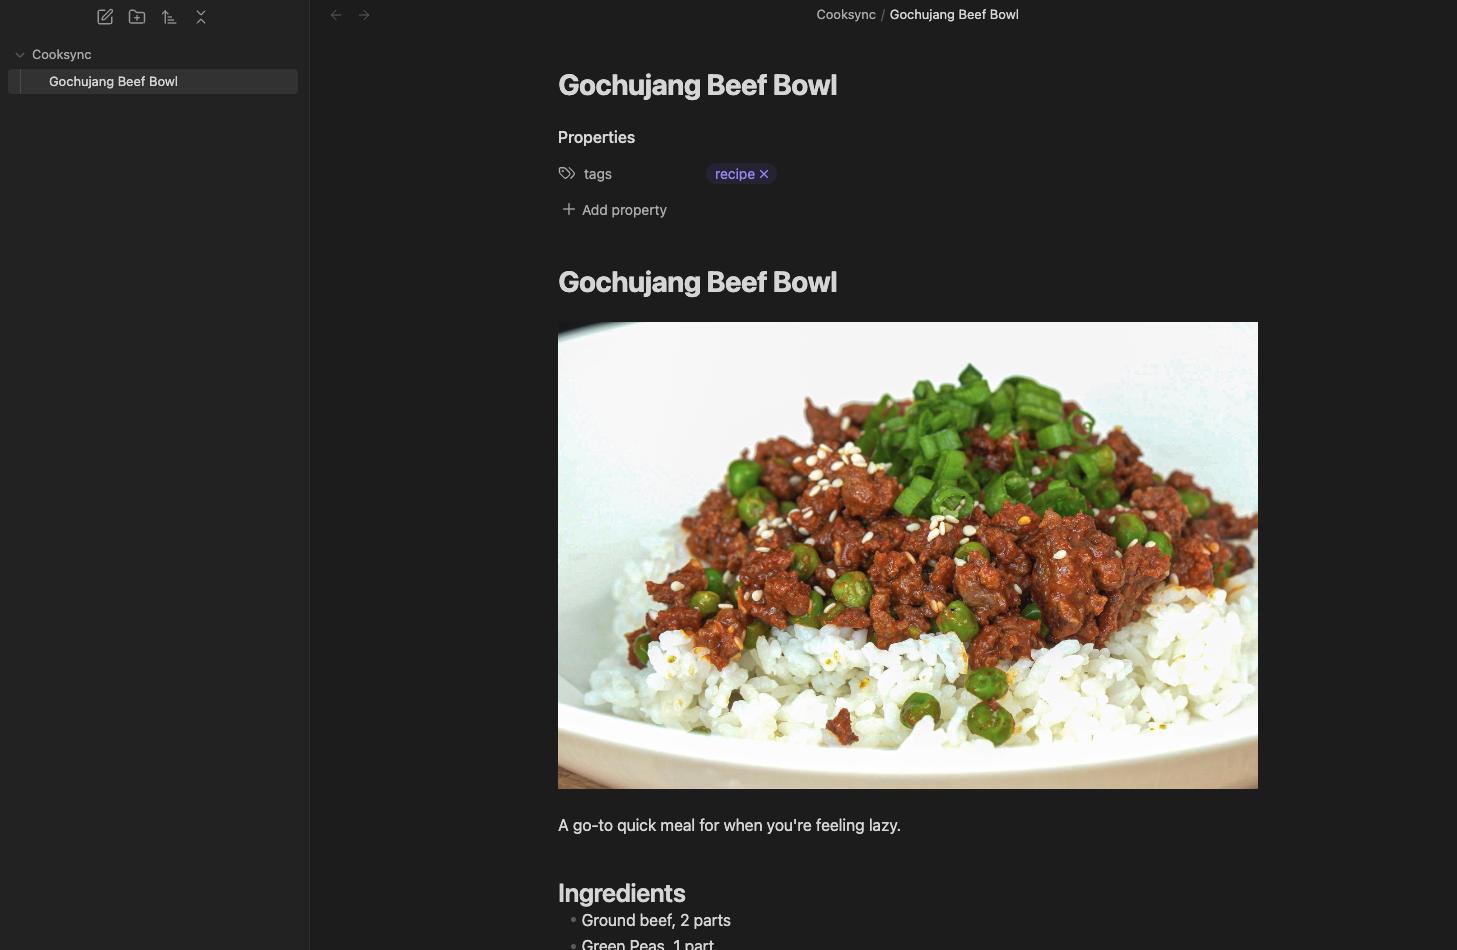 Cooksync / Gochujang Beef Bowl
Cooksync
Gochujang Beef Bowl
Gochujang Beef Bowl
Properties
tags
recipe
Add property
Gochujang Beef Bowl
A go-to quick meal for when you're feeling lazy.
Ingredients
Ground beef, 2 parts
Green Peas, 1 part